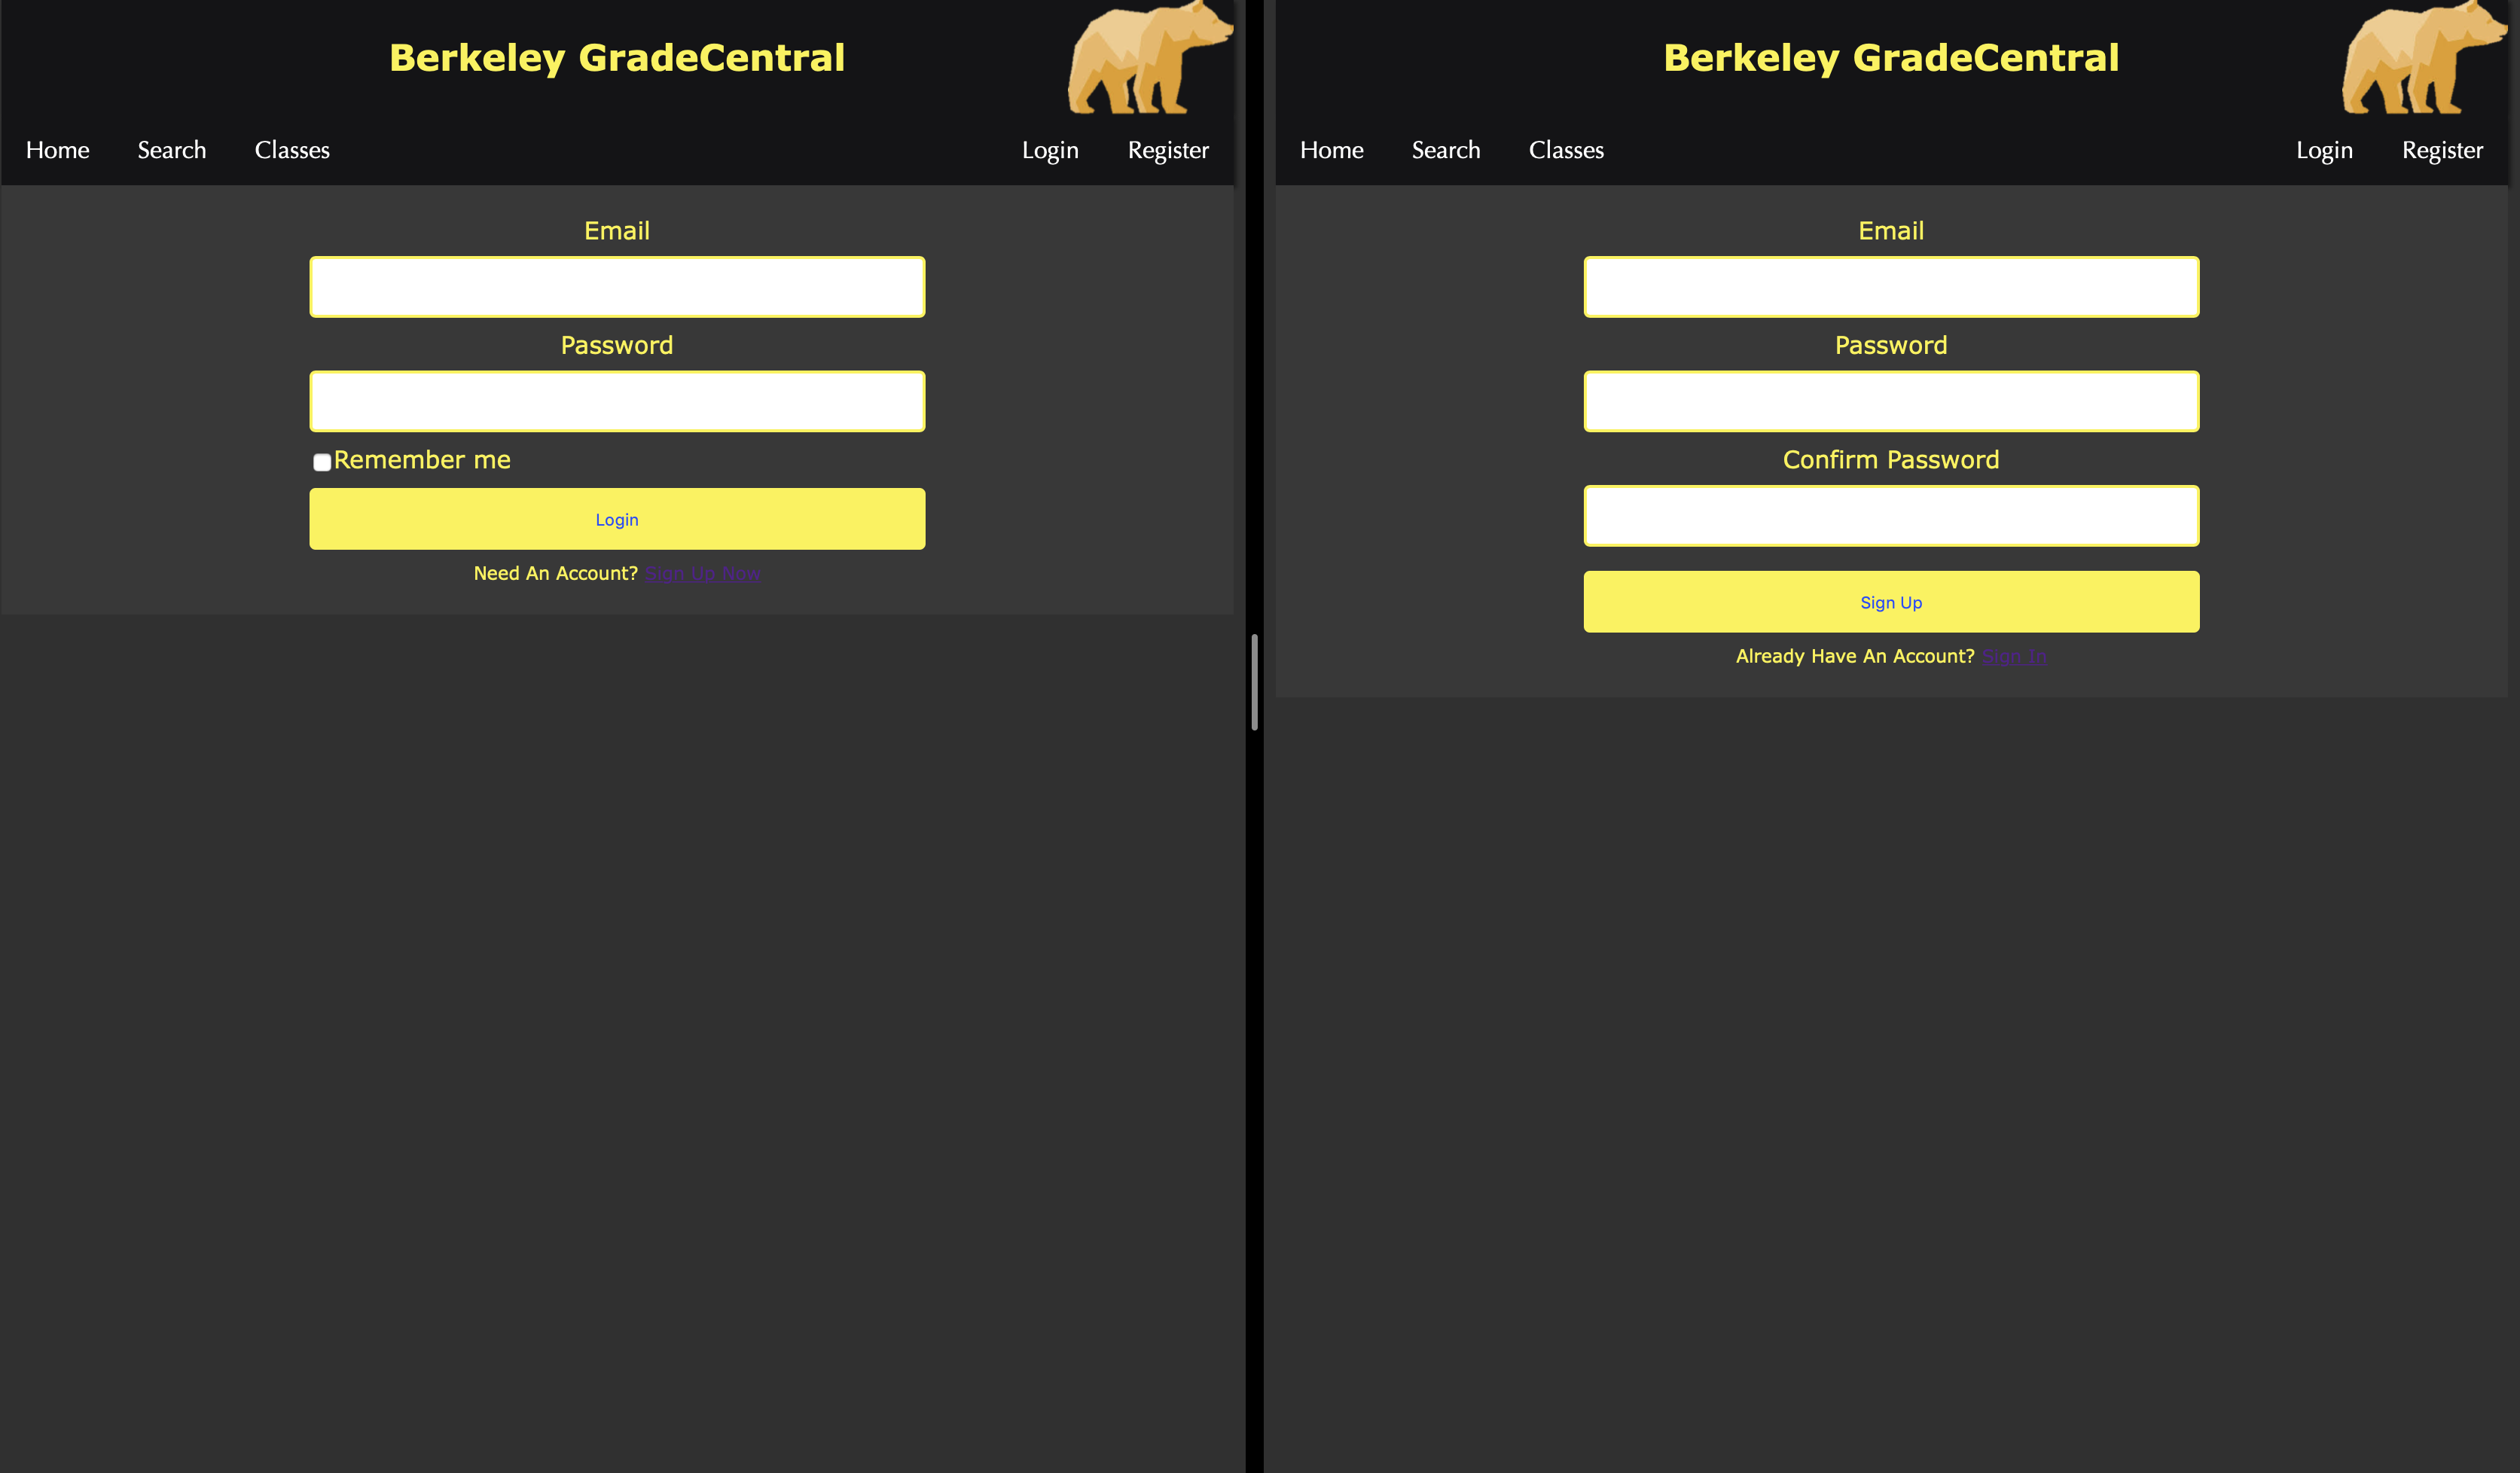 Berkeley GradeCentral
Home Search Classes Login Register
Email
Password
Remember me
Login
Need An Account? Sign Up Now
Berkeley GradeCentral
Home Search Classes Login Register
Email
Password
Confirm Password
Sign Up
Already Have An Account? Sign In